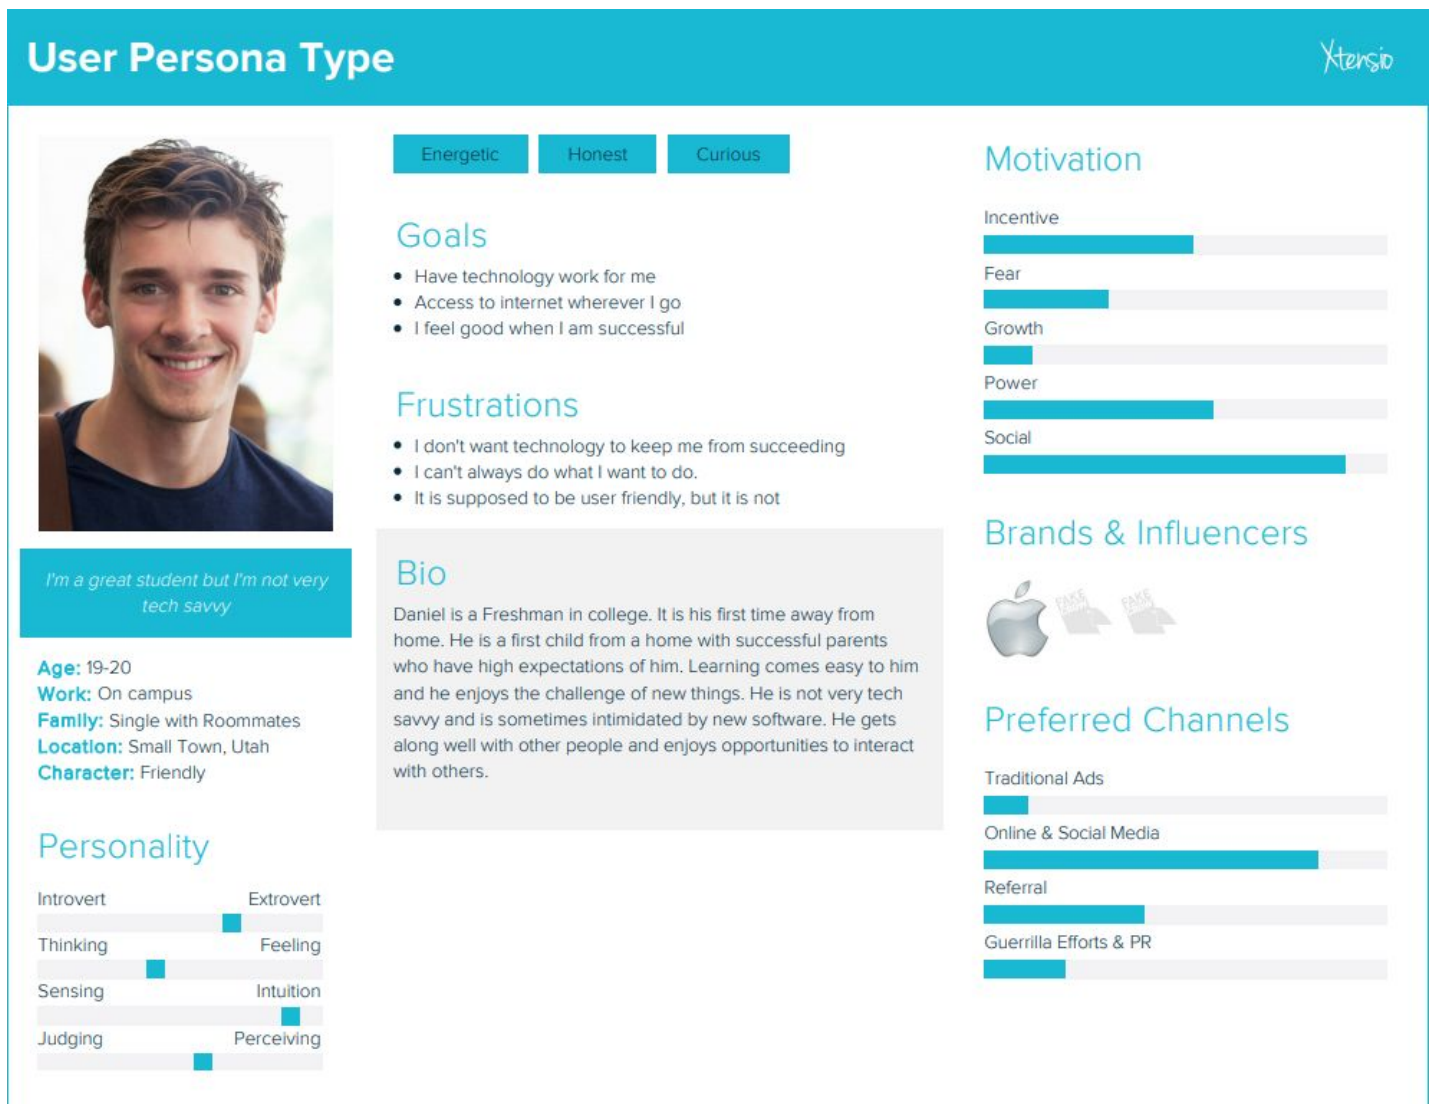 User Persona Type
Xtensio
Energetic
Honest
Curious
Goals
Have technology work for me
Access to internet wherever I go
I feel good when I am successful
Frustrations
I don't want technology to keep me from succeeding
I can't always do what I want to do.
It is supposed to be user friendly, but it is not
I'm a great student but I'm not very
tech savvy
Age: 19-20
Work: On campus
Family: Single with Roommates
Location: Small Town, Utah
Character: Friendly
Personality
Introvert Extrovert
Thinking Feeling
Sensing Intuition
Judging Perceiving
Bio
Daniel is a Freshman in college. It is his first time away from
home. He is a first child from a home with successful parents
who have high expectations of him. Learning comes easy to him
and he enjoys the challenge of new things. He is not very tech
savvy and is sometimes intimidated by new software. He gets
along well with other people and enjoys opportunities to interact
with others.
Motivation
Incentive
Fear
Growth
Power
Social
Brands & Influencers
FAKE
FAKE
Preferred Channels
Traditional Ads
Online & Social Media
Referral
Guerrilla Efforts & PR